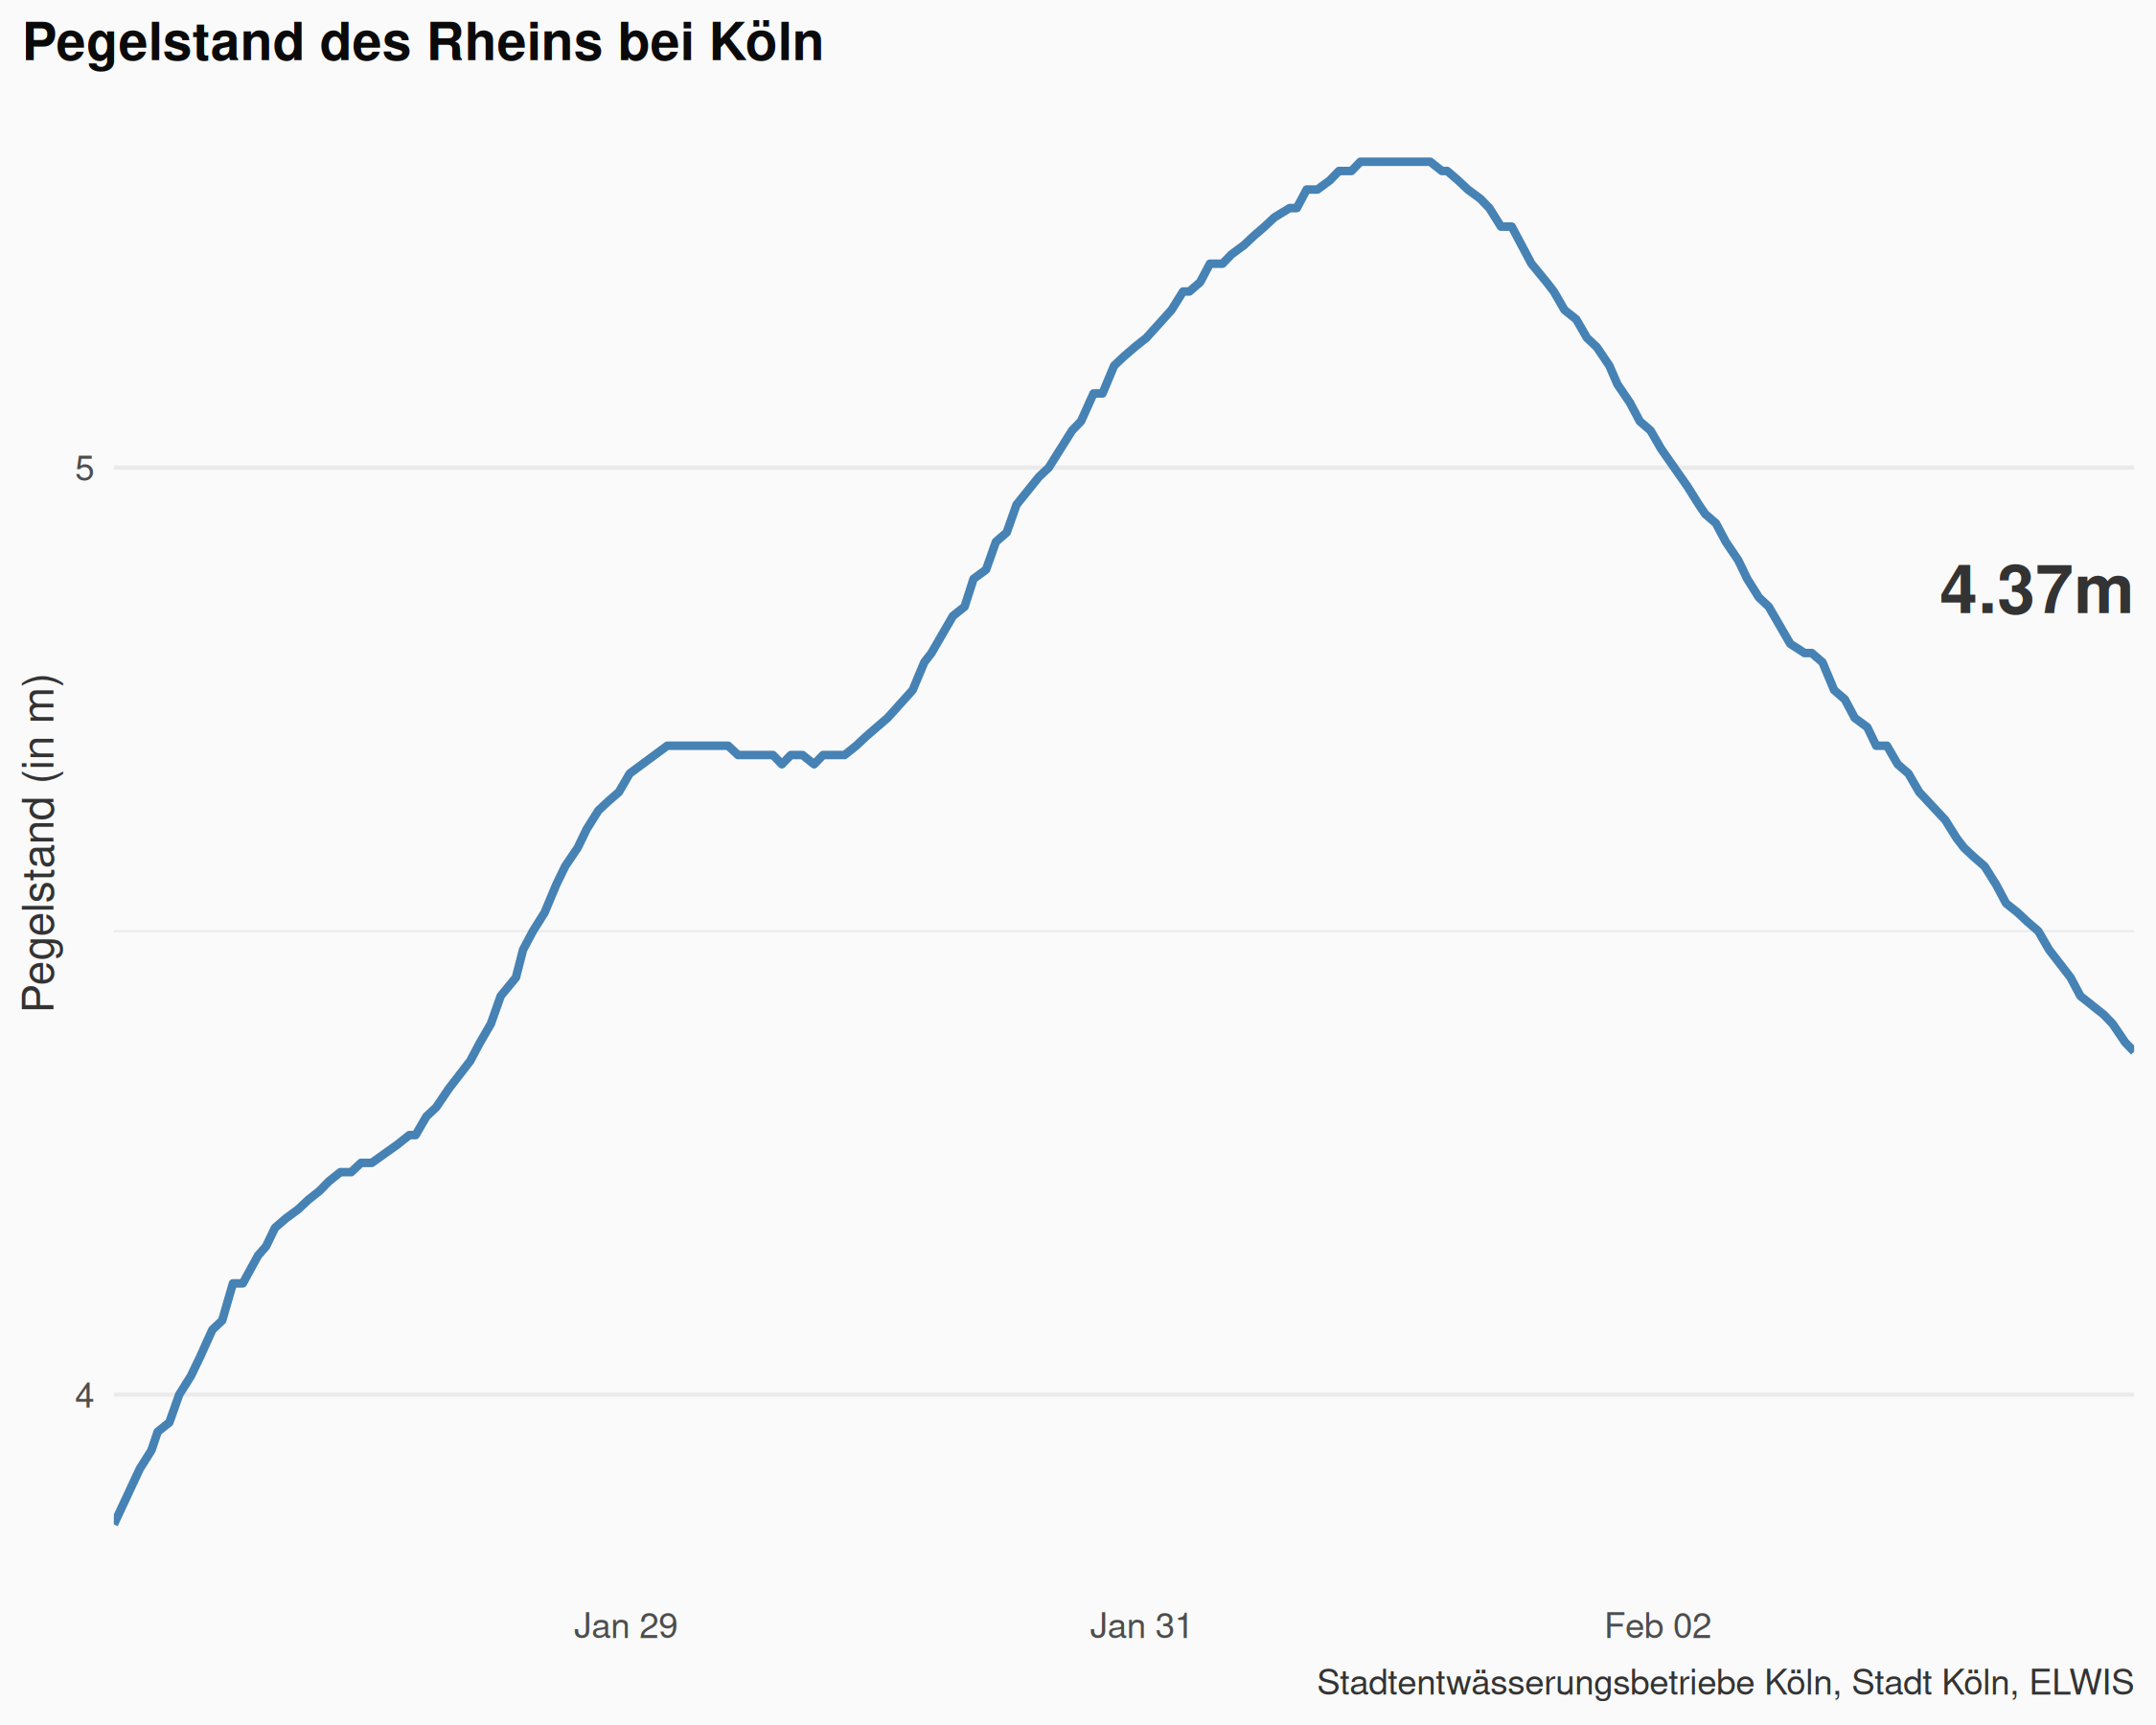 Pegelstand des Rheins bei Köln
5
4.37m
Pegelstand (in m)
4
Jan 29
Jan 31
Feb 02
Stadtentwässerungsbetriebe Köln, Stadt Köln, ELWIS